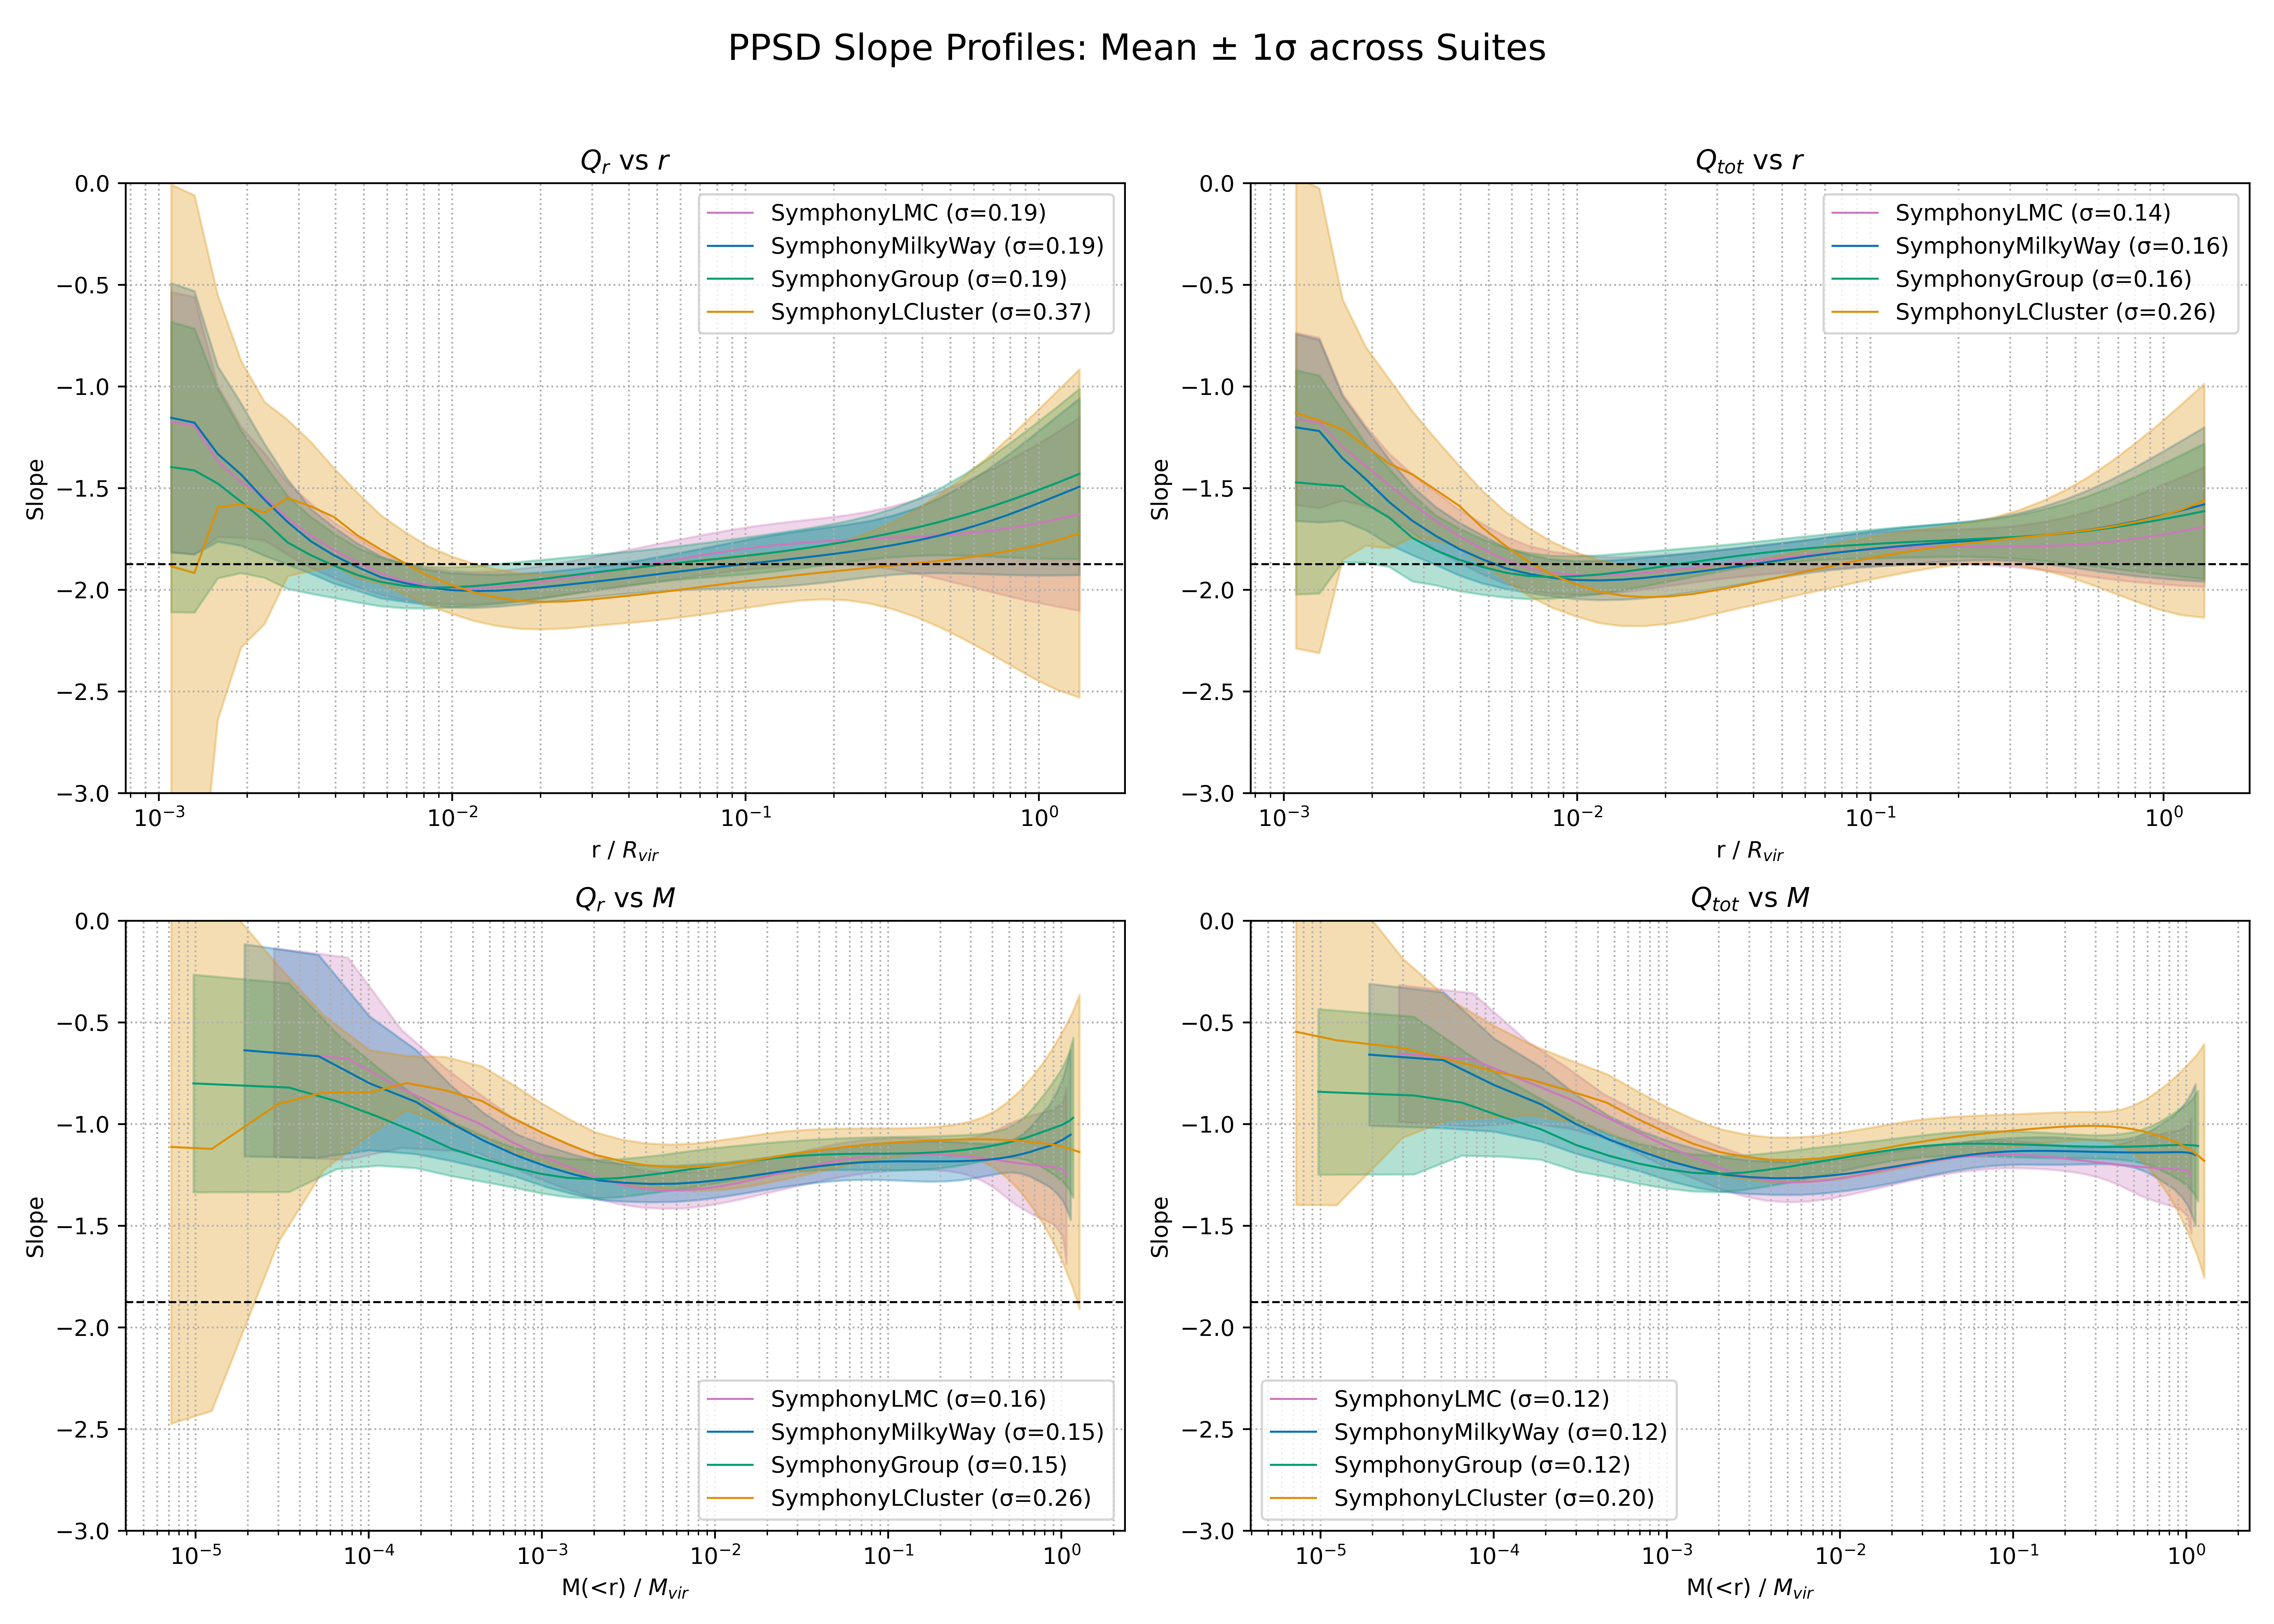 PPSD Slope Profiles: Mean ± 1σ across Suites
Q_r vs r
Slope
0.0
−0.5
−1.0
−1.5
−2.0
−2.5
−3.0
SymphonyLMC (σ=0.19)
SymphonyMilkyWay (σ=0.19)
SymphonyGroup (σ=0.19)
SymphonyLCluster (σ=0.37)
10⁻³ 10⁻² 10⁻¹ 10⁰
r / R_vir
Q_tot vs r
Slope
0.0
−0.5
−1.0
−1.5
−2.0
−2.5
−3.0
SymphonyLMC (σ=0.14)
SymphonyMilkyWay (σ=0.16)
SymphonyGroup (σ=0.16)
SymphonyLCluster (σ=0.26)
10⁻³ 10⁻² 10⁻¹ 10⁰
r / R_vir
Q_r vs M
Slope
0.0
−0.5
−1.0
−1.5
−2.0
−2.5
−3.0
SymphonyLMC (σ=0.16)
SymphonyMilkyWay (σ=0.15)
SymphonyGroup (σ=0.15)
SymphonyLCluster (σ=0.26)
10⁻⁵ 10⁻⁴ 10⁻³ 10⁻² 10⁻¹ 10⁰
M(<r) / M_vir
Q_tot vs M
Slope
0.0
−0.5
−1.0
−1.5
−2.0
−2.5
−3.0
SymphonyLMC (σ=0.12)
SymphonyMilkyWay (σ=0.12)
SymphonyGroup (σ=0.12)
SymphonyLCluster (σ=0.20)
10⁻⁵ 10⁻⁴ 10⁻³ 10⁻² 10⁻¹ 10⁰
M(<r) / M_vir